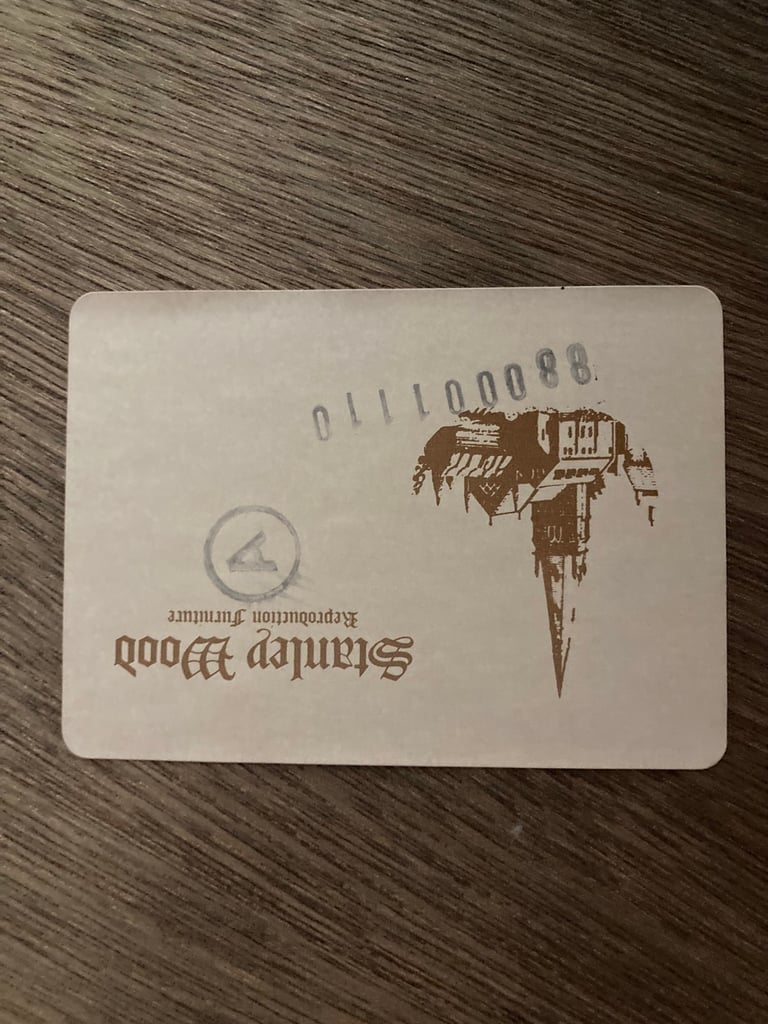 Stanley Wood
Reproduction Furniture
880001110